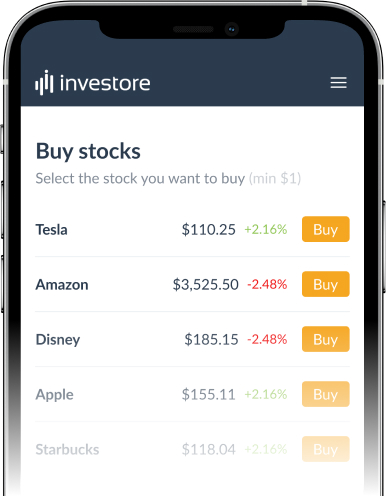 investore
Buy stocks
Select the stock you want to buy (min $1)
Tesla $110.25 +2.16% Buy
Amazon $3,525.50 -2.48% Buy
Disney $185.15 -2.48% Buy
Apple $155.11 +2.16% Buy
Starbucks $118.04 +2.16% Buy